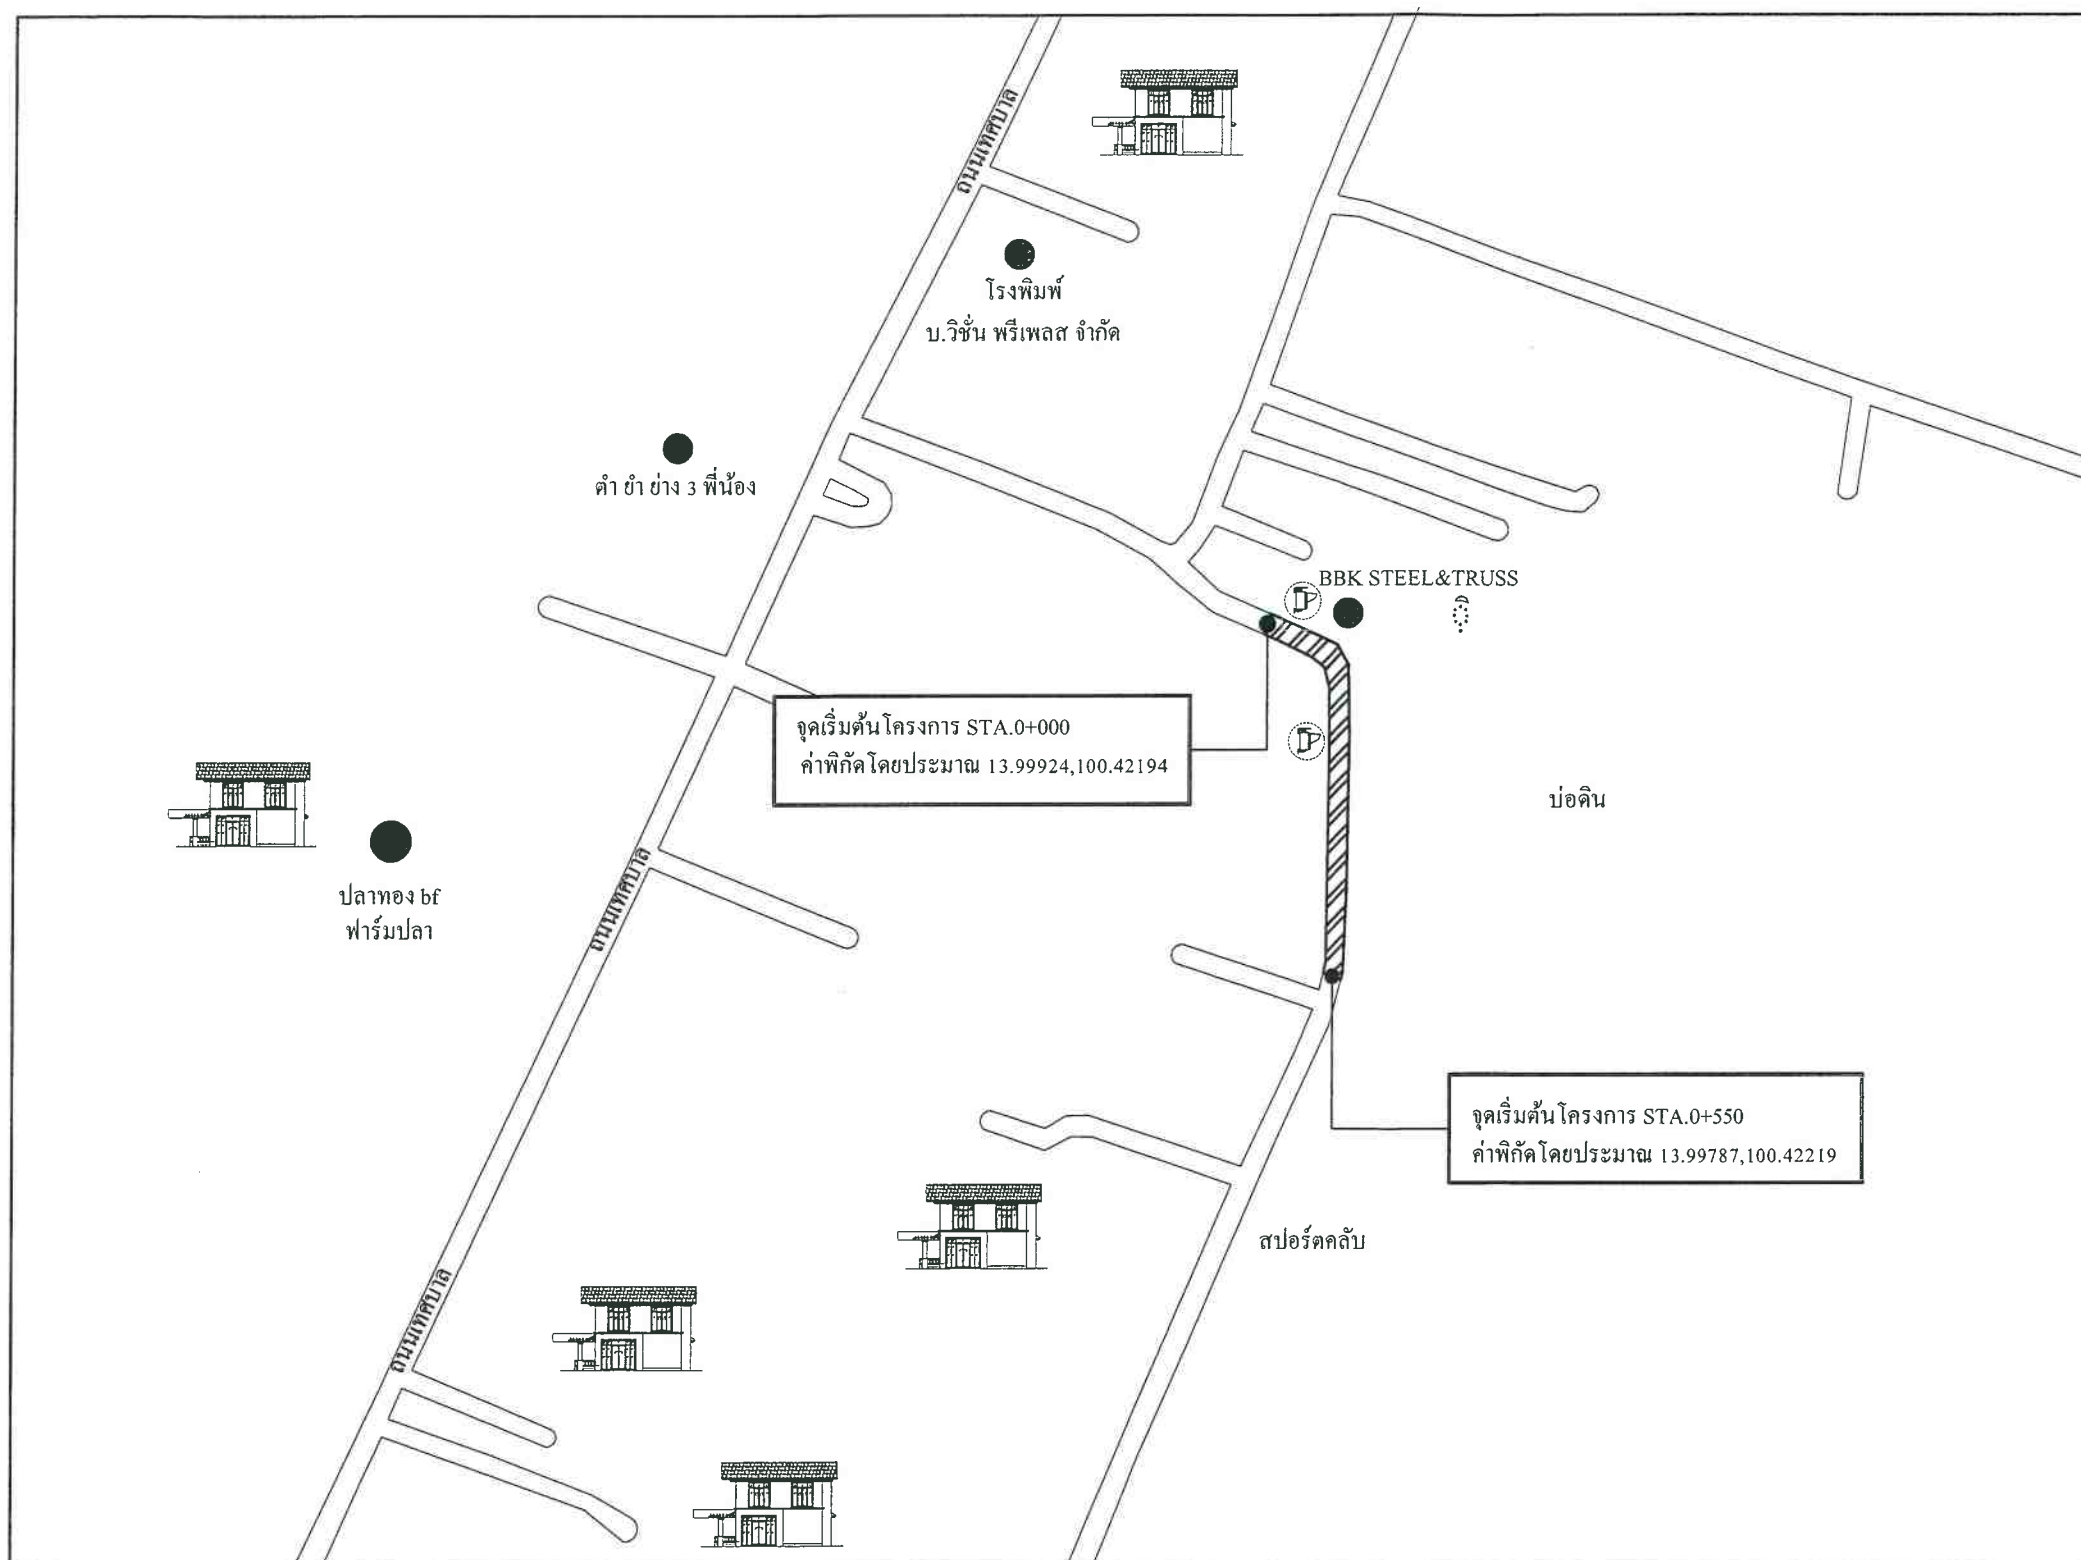 ถนนเทศบาล
โรงพิมพ์
บ.วิชั่น พรีเพลส จำกัด
ตำ ยำ ย่าง 3 พี่น้อง
BBK STEEL&TRUSS
จุดเริ่มต้นโครงการ STA.0+000
ค่าพิกัดโดยประมาณ 13.99924,100.42194
บ่อดิน
ปลาทอง bf
ฟาร์มปลา
ถนนเทศบาล
จุดเริ่มต้นโครงการ STA.0+550
ค่าพิกัดโดยประมาณ 13.99787,100.42219
สปอร์ตคลับ
ถนนเทศบาล